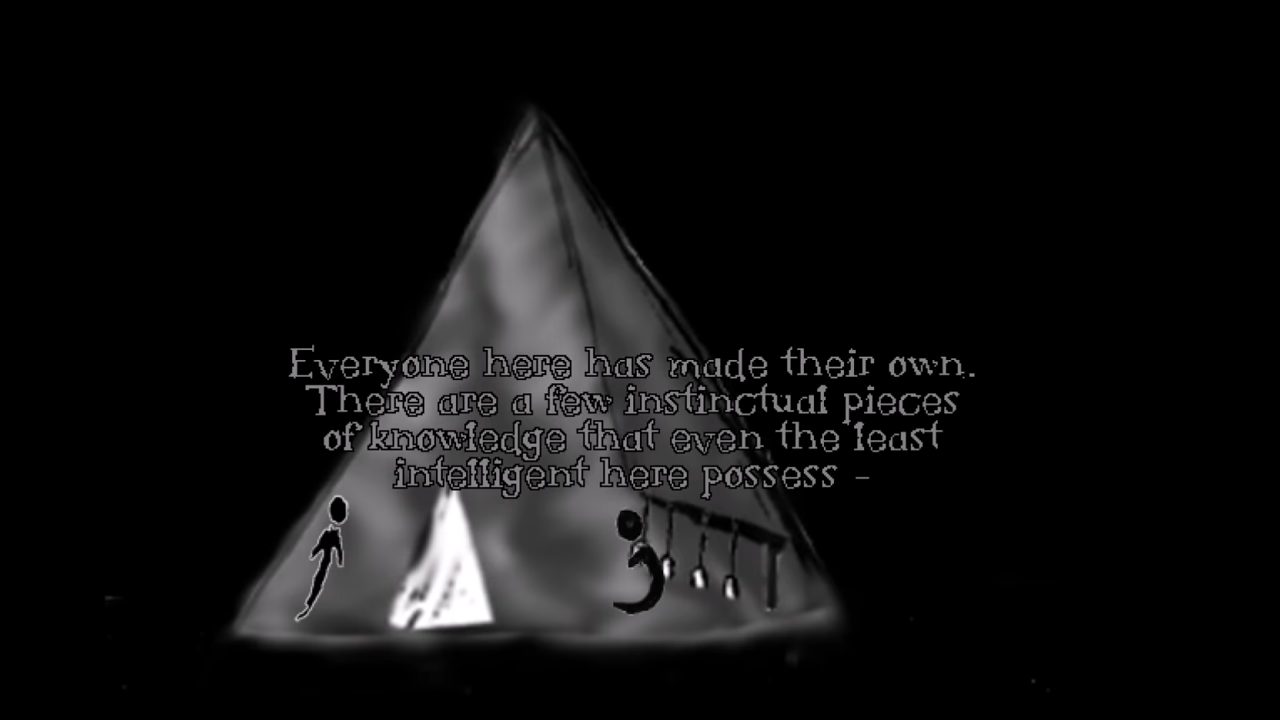 Everyone here has made their own.
There are a few instinctual pieces
of knowledge that even the least
intelligent here possess -